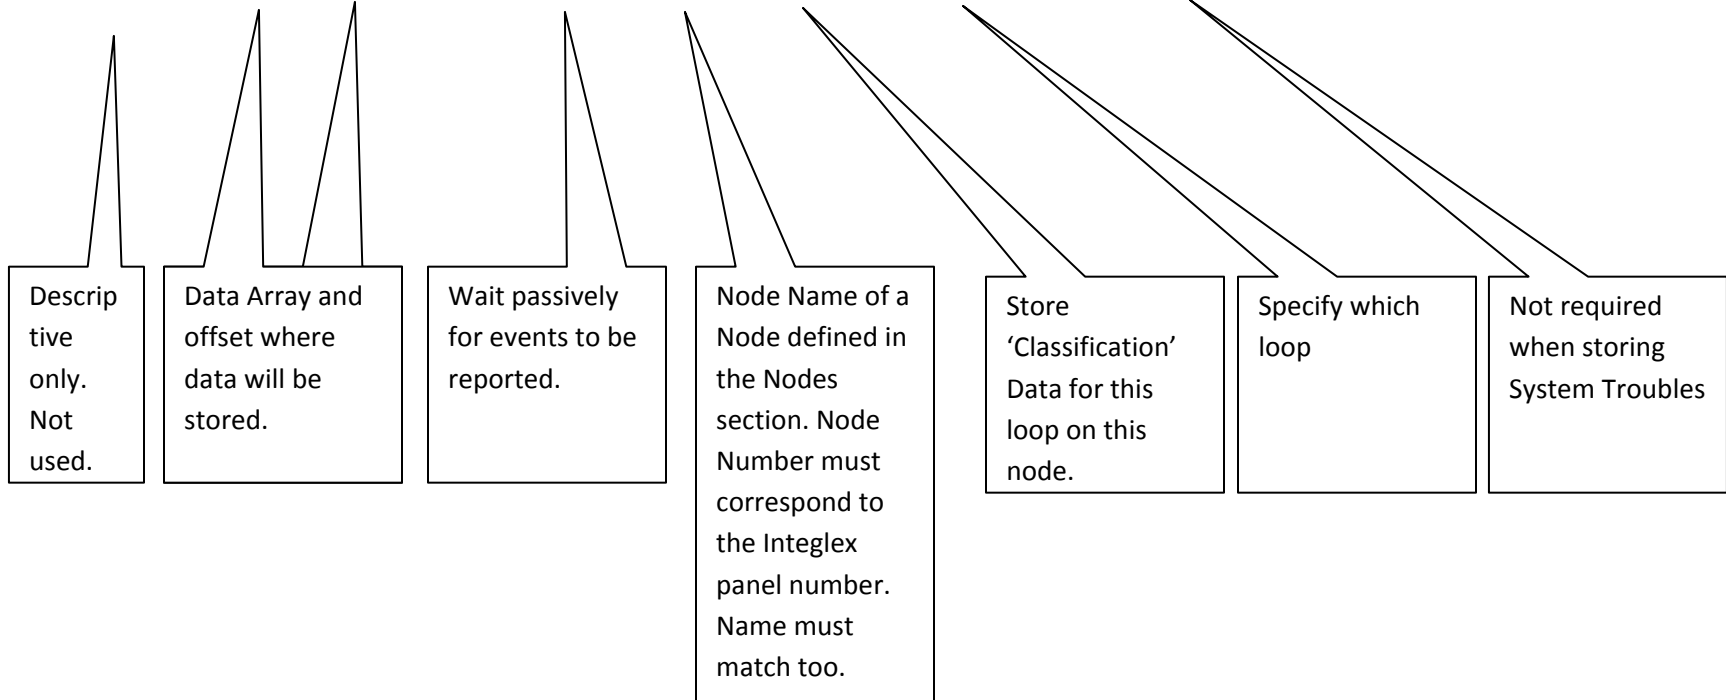 Descrip
tive
only.
Not
used.
Data Array and
offset where
data will be
stored.
Wait passively
for events to be
reported.
Node Name of a
Node defined in
the Nodes
section. Node
Number must
correspond to
the Integlex
panel number.
Name must
match too.
Store
‘Classification’
Data for this
loop on this
node.
Specify which
loop
Not required
when storing
System Troubles